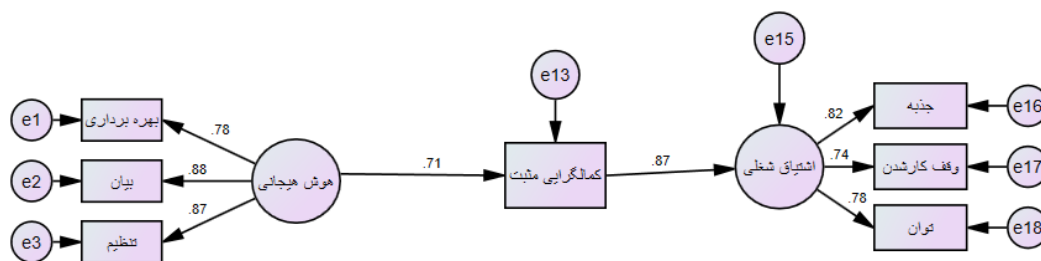 e15
e13
e1
بهره برداری
.78
e2
بیان
.88
e3
تنظیم
.87
هوش هیجانی
.71
کمالگرایی مثبت
.87
اشتیاق شغلی
.82
جذبه
e16
.74
وقف کارشدن
e17
.78
توان
e18